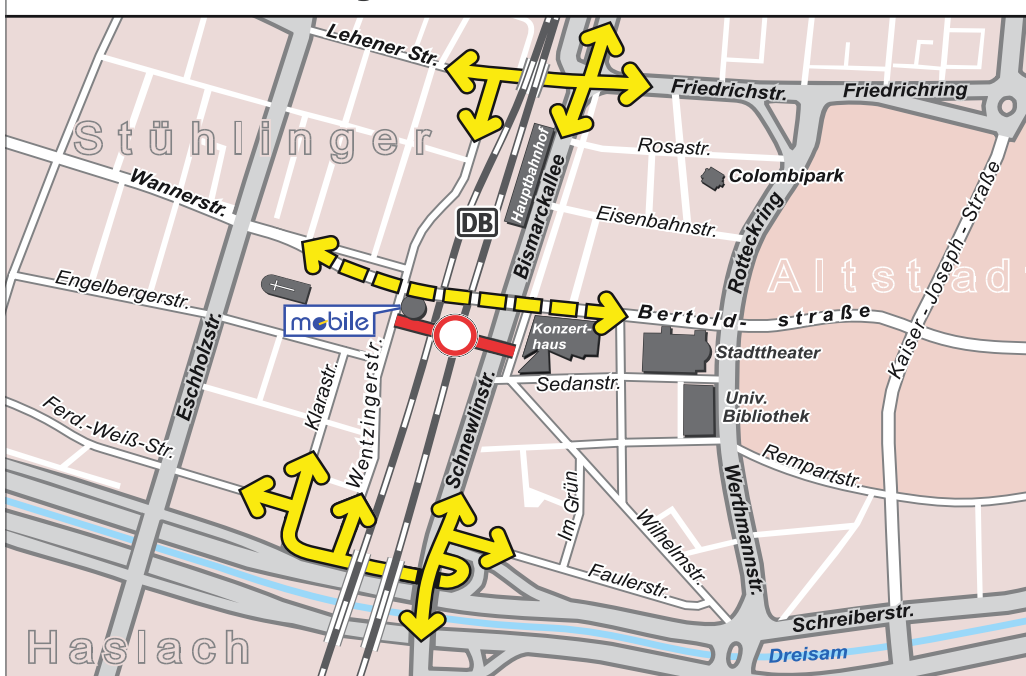 Lehener Str.
Friedrichstr.
Friedrichring
Stühlinger
Hauptbahnhof
Rosastr.
Colombipark
Wannerstr.
DB
Bismarckallee
Eisenbahnstr.
Rotteckring
Altstadt
Kaiser - Joseph - Straße
Engelbergerstr.
mobile
Bertold- straße
Konzert-
haus
Stadttheater
Eschholzstr.
Klarastr.
Wentzingerstr.
Sedanstr.
Univ.
Bibliothek
Ferd.-Weiß-Str.
Schnewlinstr.
Rempartstr.
Im-Grün.
Wilhelmstr.
Werthmannstr.
Faulerstr.
Schreiberstr.
Haslach
Dreisam